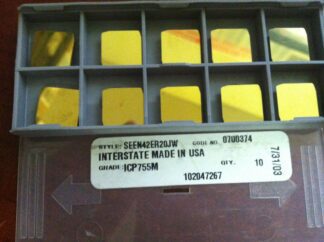 STYLE: SEEN42ER20JW CODE NO. 0700374
INTERSTATE MADE IN USA
GRADE: ICP755M QTY. 10
102047267
7/31/03